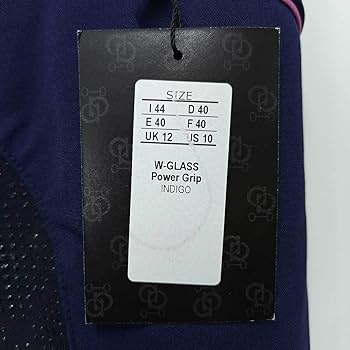 SIZE
I 44 D 40
E 40 F 40
UK 12 US 10
W-GLASS
Power Grip
INDIGO